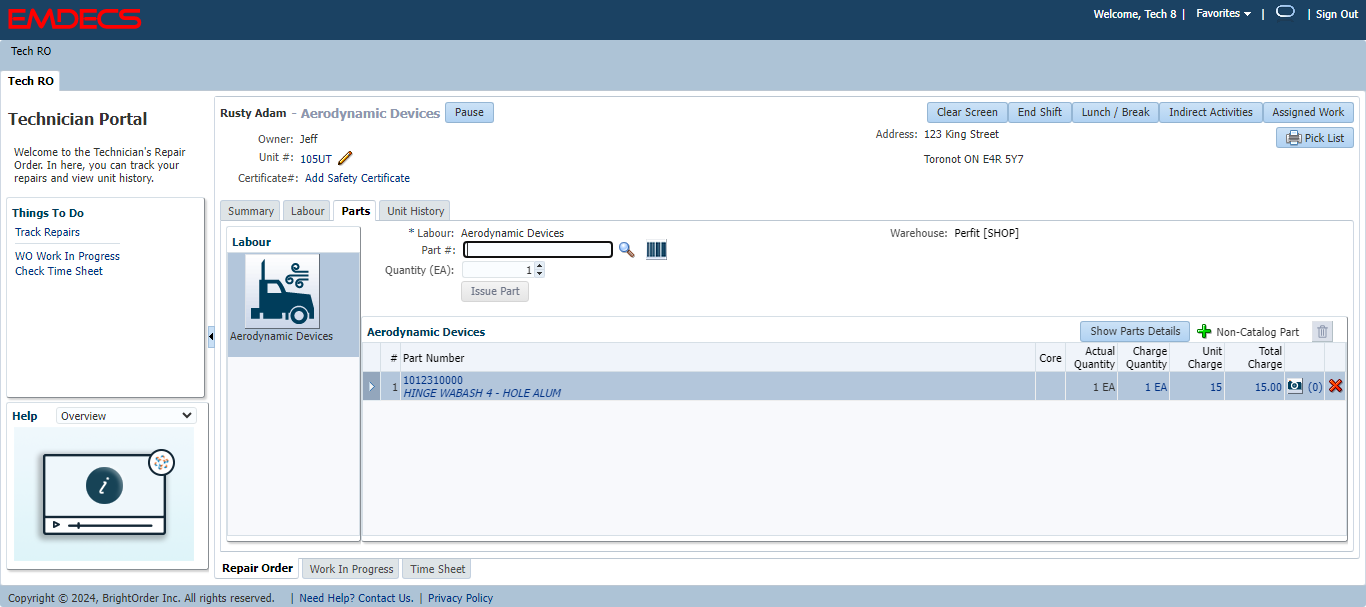 EMDECS
Welcome, Tech 8 | Favorites | | Sign Out
Tech RO
Tech RO
Technician Portal
Welcome to the Technician's Repair
Order. In here, you can track your
repairs and view unit history.
Things To Do
Track Repairs
WO Work In Progress
Check Time Sheet
Help Overview
i
Rusty Adam - Aerodynamic Devices Pause
Clear Screen End Shift Lunch / Break Indirect Activities Assigned Work
Pick List
Owner: Jeff
Unit #: 105UT
Certificate#: Add Safety Certificate
Address: 123 King Street
Toronot ON E4R 5Y7
Summary Labour Parts Unit History
Labour
Aerodynamic Devices
* Labour: Aerodynamic Devices
Part #:
Quantity (EA): 1
Issue Part
Warehouse: Perfit [SHOP]
Aerodynamic Devices
Show Parts Details Non-Catalog Part
# Part Number Core Actual Quantity Charge Quantity Unit Charge Total Charge
1 1012310000 1 EA 1 EA 15 15.00 (0)
HINGE WABASH 4 - HOLE ALUM
Repair Order Work In Progress Time Sheet
Copyright © 2024, BrightOrder Inc. All rights reserved. | Need Help? Contact Us. | Privacy Policy